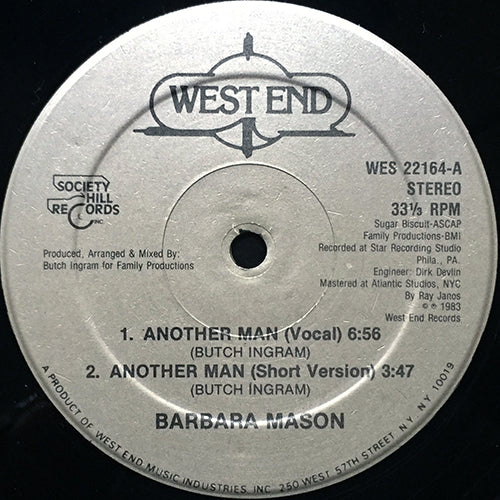 WEST END
WES 22164-A
STEREO
33⅓ RPM
SOCIETY
HILL
RECORDS
INC.
Sugar Biscuit-ASCAP
Family Productions-BMI
Recorded at Star Recording Studio
Phila., PA.
Engineer: Dirk Devlin
Mastered at Atlantic Studios, NYC
By Ray Janos
© ℗ 1983
West End Records
Produced, Arranged & Mixed By:
Butch Ingram for Family Productions
1. ANOTHER MAN (Vocal) 6:56
(BUTCH INGRAM)
2. ANOTHER MAN (Short Version) 3:47
(BUTCH INGRAM)
BARBARA MASON
A PRODUCT OF WEST END MUSIC INDUSTRIES, INC. 250 WEST 57TH STREET, N.Y. N.Y. 10019